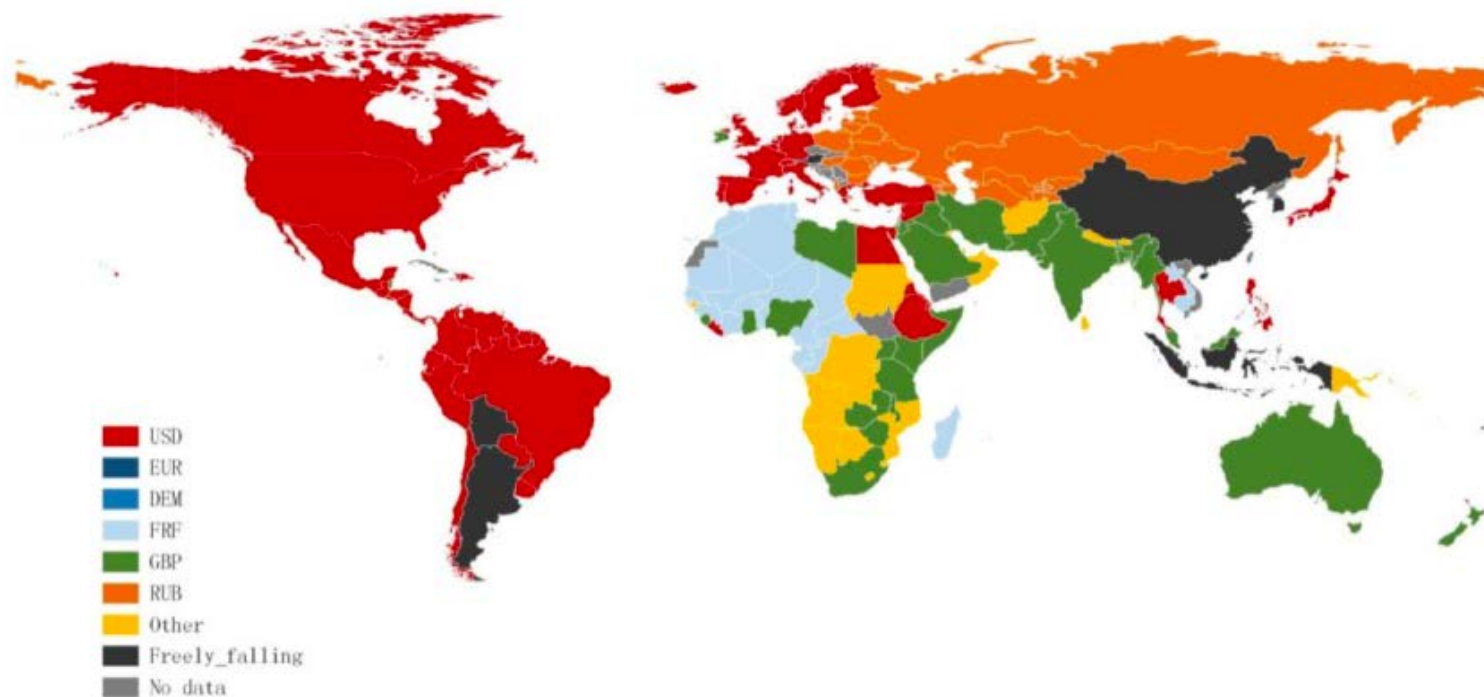 USD
EUR
DEM
FRF
GBP
RUB
Other
Freely_falling
No data